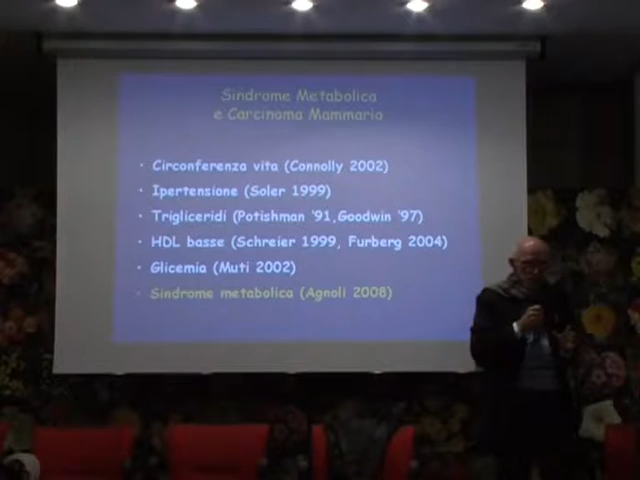 Sindrome Metabolica
e Carcinoma Mammario
• Circonferenza vita (Connolly 2002)
• Ipertensione (Soler 1999)
• Trigliceridi (Potishman '91,Goodwin '97)
• HDL basse (Schreier 1999, Furberg 2004)
• Glicemia (Muti 2002)
• Sindrome metabolica (Agnoli 2008)